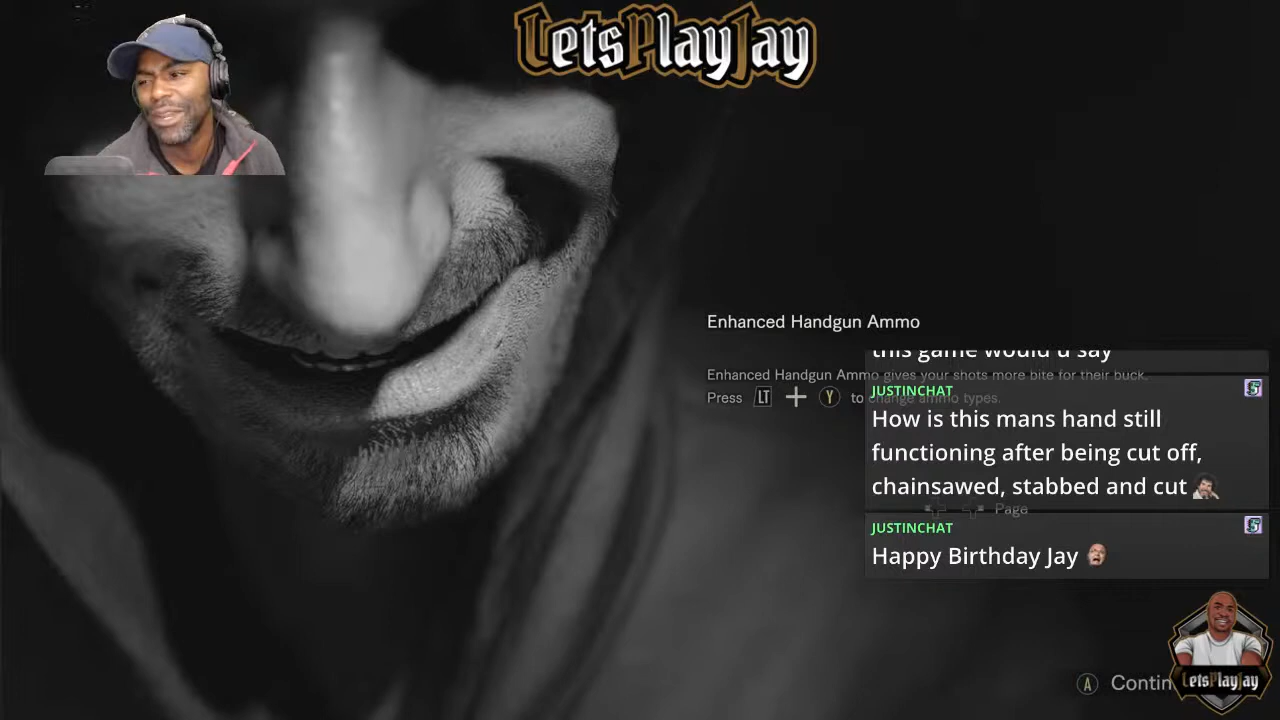 LetsPlayJay
Enhanced Handgun Ammo
Enhanced Handgun Ammo gives your shots more bite for their buck.
Press LT + Y to change ammo types.
this game would u say
JUSTINCHAT
How is this mans hand still
functioning after being cut off,
chainsawed, stabbed and cut
Page
JUSTINCHAT
Happy Birthday Jay
A Contin
LetsPlayJay